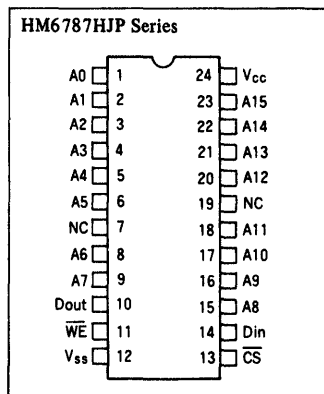 HM6787HJP Series
A0 1 24 Vcc
A1 2 23 A15
A2 3 22 A14
A3 4 21 A13
A4 5 20 A12
A5 6 19 NC
NC 7 18 A11
A6 8 17 A10
A7 9 16 A9
Dout 10 15 A8
W̅E̅ 11 14 Din
Vss 12 13 C̅S̅